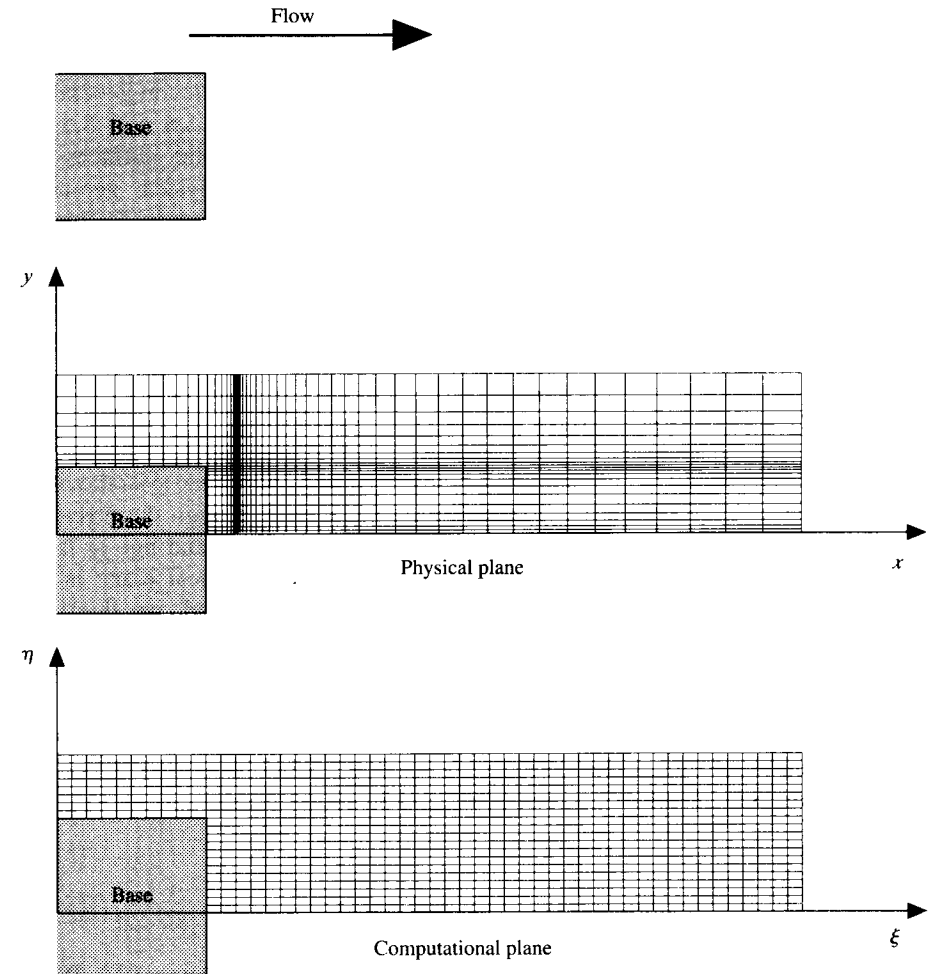 Flow
Base
y
Base
Physical plane
x
η
Base
Computational plane
ξ